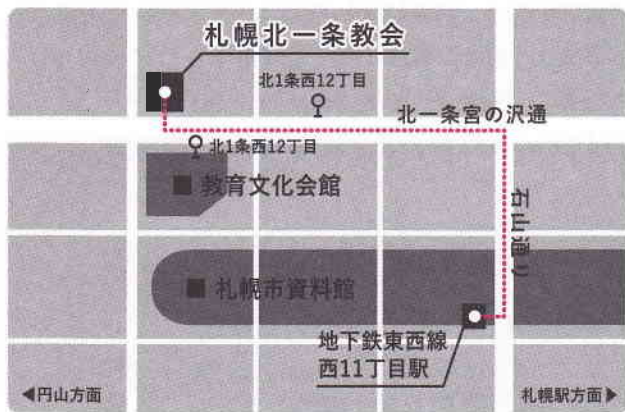 札幌北一条教会
北1条西12丁目
北一条宮の沢通
北1条西12丁目
教育文化会館
石山通り
札幌市資料館
地下鉄東西線
西11丁目駅
◀円山方面
札幌駅方面▶